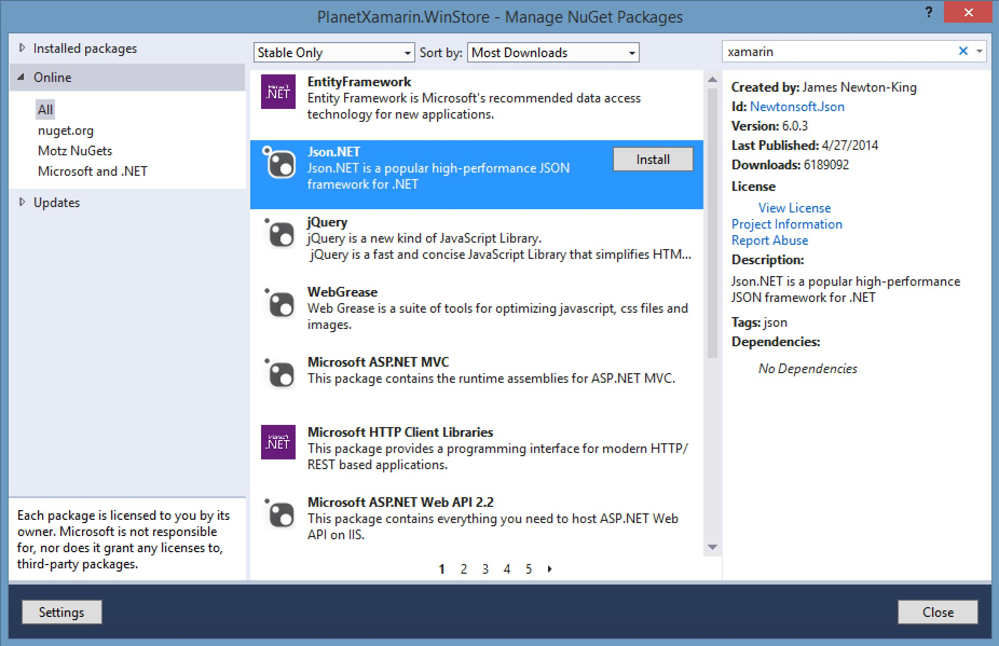 PlanetXamarin.WinStore - Manage NuGet Packages
?
Installed packages
Online
All
nuget.org
Motz NuGets
Microsoft and .NET
Updates
Each package is licensed to you by its
owner. Microsoft is not responsible
for, nor does it grant any licenses to,
third-party packages.
Stable Only
Sort by:
Most Downloads
xamarin
Microsoft
.NET
EntityFramework
Entity Framework is Microsoft's recommended data access
technology for new applications.
Json.NET
Json.NET is a popular high-performance JSON
framework for .NET
Install
jQuery
jQuery is a new kind of JavaScript Library.
jQuery is a fast and concise JavaScript Library that simplifies HTM...
WebGrease
Web Grease is a suite of tools for optimizing javascript, css files and
images.
Microsoft ASP.NET MVC
This package contains the runtime assemblies for ASP.NET MVC.
Microsoft
.NET
Microsoft HTTP Client Libraries
This package provides a programming interface for modern HTTP/
REST based applications.
Microsoft ASP.NET Web API 2.2
This package contains everything you need to host ASP.NET Web
API on IIS.
1 2 3 4 5
Created by: James Newton-King
Id: Newtonsoft.Json
Version: 6.0.3
Last Published: 4/27/2014
Downloads: 6189092
License
View License
Project Information
Report Abuse
Description:
Json.NET is a popular high-performance
JSON framework for .NET
Tags: json
Dependencies:
No Dependencies
Settings
Close